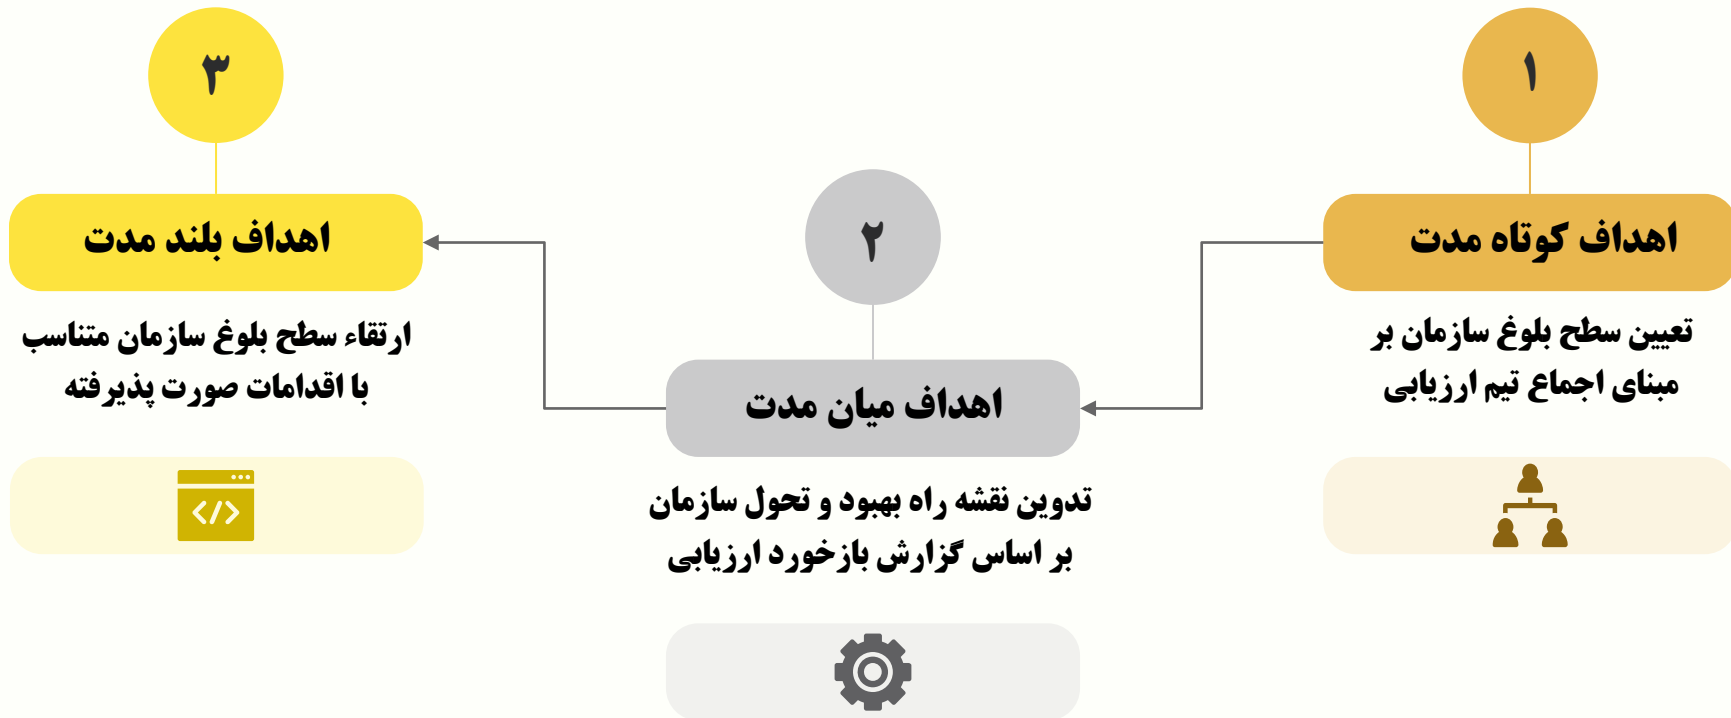 ۱
اهداف کوتاه مدت
تعیین سطح بلوغ سازمان بر
مبنای اجماع تیم ارزیابی
۲
اهداف میان مدت
تدوین نقشه راه بهبود و تحول سازمان
بر اساس گزارش بازخورد ارزیابی
۳
اهداف بلند مدت
ارتقاء سطح بلوغ سازمان متناسب
با اقدامات صورت پذیرفته